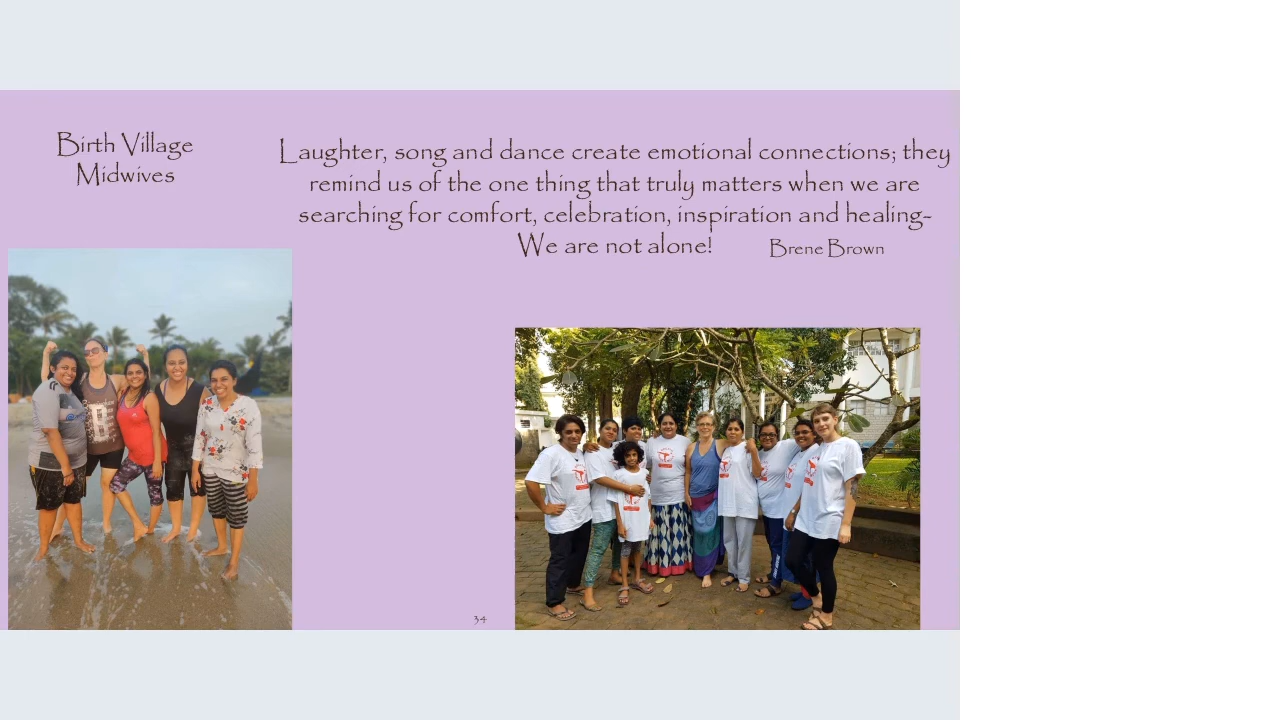 Birth Village
Midwives
Laughter, song and dance create emotional connections; they
remind us of the one thing that truly matters when we are
searching for comfort, celebration, inspiration and healing-
We are not alone!
Brene Brown
34